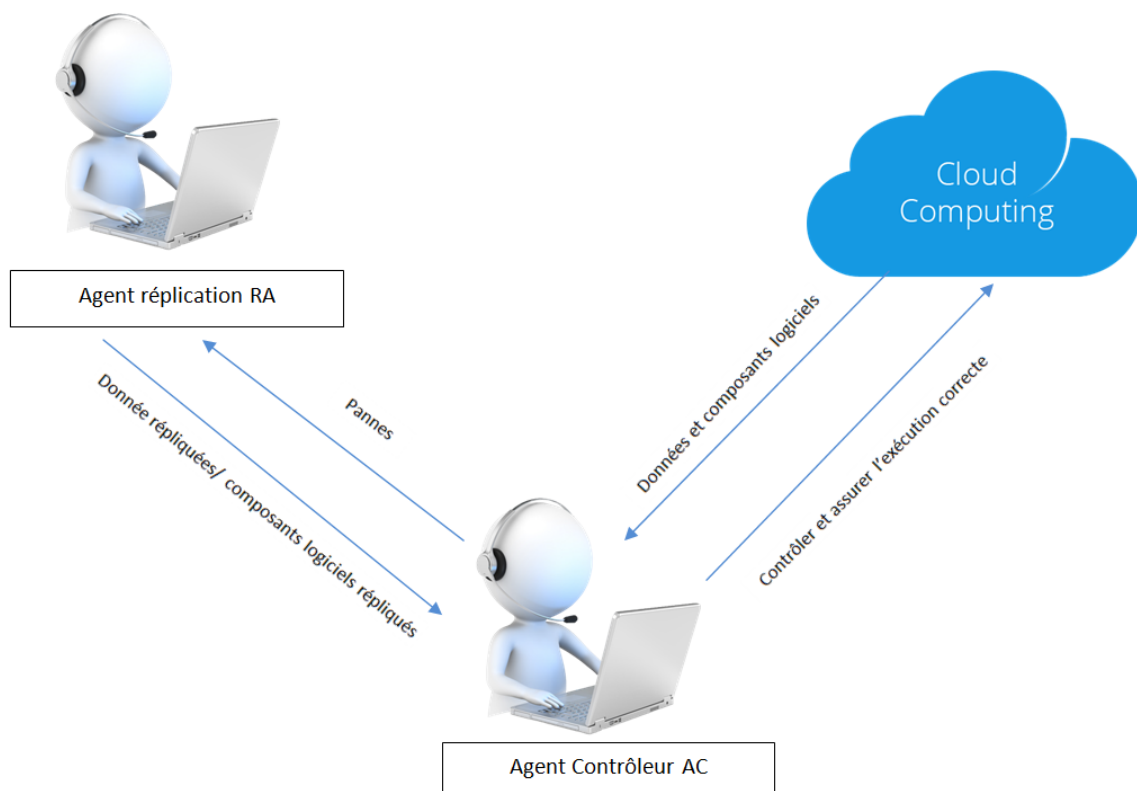 Cloud
Computing
Agent réplication RA
Donnée répliquées/ composants logiciels répliqués
Pannes
Données et composants logiciels
Contrôler et assurer l'exécution correcte
Agent Contrôleur AC